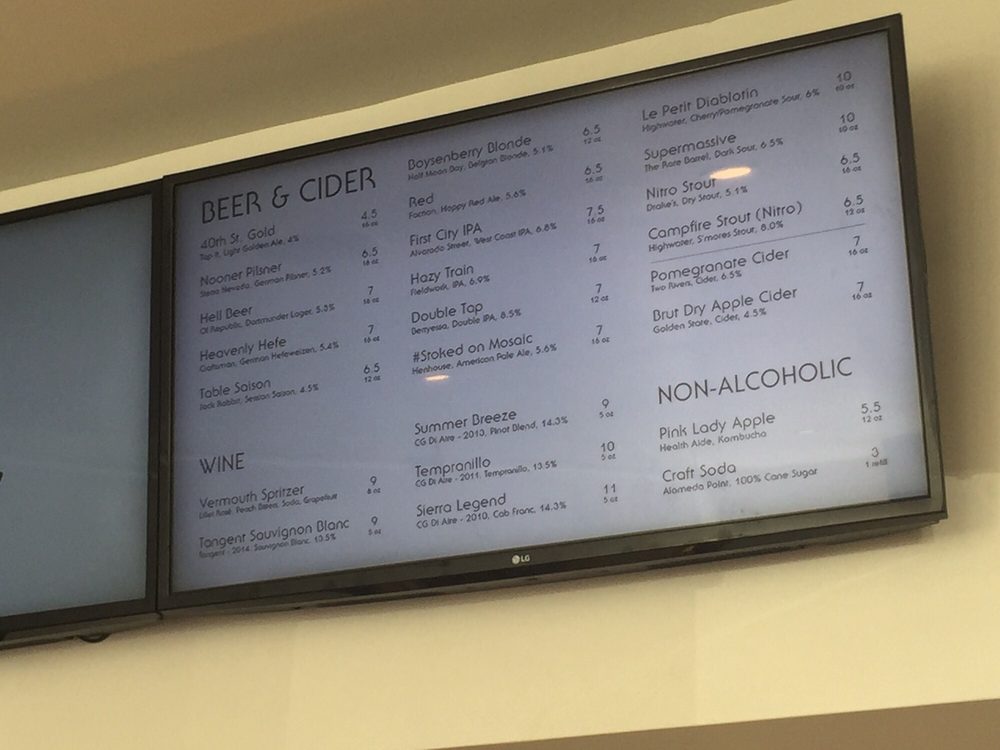 BEER & CIDER
40th St. Gold 4.5
Tap It, Light Golden Ale, 4% 16 oz
Nooner Pilsner 6.5
Sierra Nevada, German Pilsner, 5.2% 16 oz
Hell Beer 7
Ol Republic, Dortmunder Lager, 5.3% 16 oz
Heavenly Hefe 7
Craftsman, German Hefeweizen, 5.4% 16 oz
Table Saison 6.5
Jack Rabbit, Session Saison, 4.5% 12 oz
Boysenberry Blonde 6.5
Half Moon Bay, Belgian Blonde, 5.1% 12 oz
Red 6.5
Faction, Hoppy Red Ale, 5.6% 16 oz
First City IPA 7.5
Alvarado Street, West Coast IPA, 6.8% 16 oz
Hazy Train 7
Fieldwork, IPA, 6.9% 16 oz
Double Tap 7
Berryessa, Double IPA, 8.5% 12 oz
#Stoked on Mosaic 7
Henhouse, American Pale Ale, 5.6% 16 oz
Le Petit Diablotin 10
Highwater, Cherry/Pomegranate Sour, 6% 10 oz
Supermassive 10
The Rare Barrel, Dark Sour, 6.5% 10 oz
Nitro Stout 6.5
Drake's, Dry Stout, 5.1% 16 oz
Campfire Stout (Nitro) 6.5
Highwater, S'mores Stout, 8.0% 12 oz
Pomegranate Cider 7
Two Rivers, Cider, 6.5% 16 oz
Brut Dry Apple Cider 7
Golden State, Cider, 4.5% 16 oz
WINE
Vermouth Spritzer 9
Lillet Rosé, Peach Bitters, Soda, Grapefruit 8 oz
Tangent Sauvignon Blanc 9
Tangent - 2014, Sauvignon Blanc, 13.5% 5 oz
Summer Breeze 9
CG Di Aire - 2013, Pinot Blend, 14.3% 5 oz
Tempranillo 10
CG Di Aire - 2011, Tempranillo, 13.5% 5 oz
Sierra Legend 11
CG Di Aire - 2010, Cab Franc, 14.3% 5 oz
NON-ALCOHOLIC
Pink Lady Apple 5.5
Health Aide, Kombucha 12 oz
Craft Soda 3
Alameda Point, 100% Cane Sugar 1 refill
LG